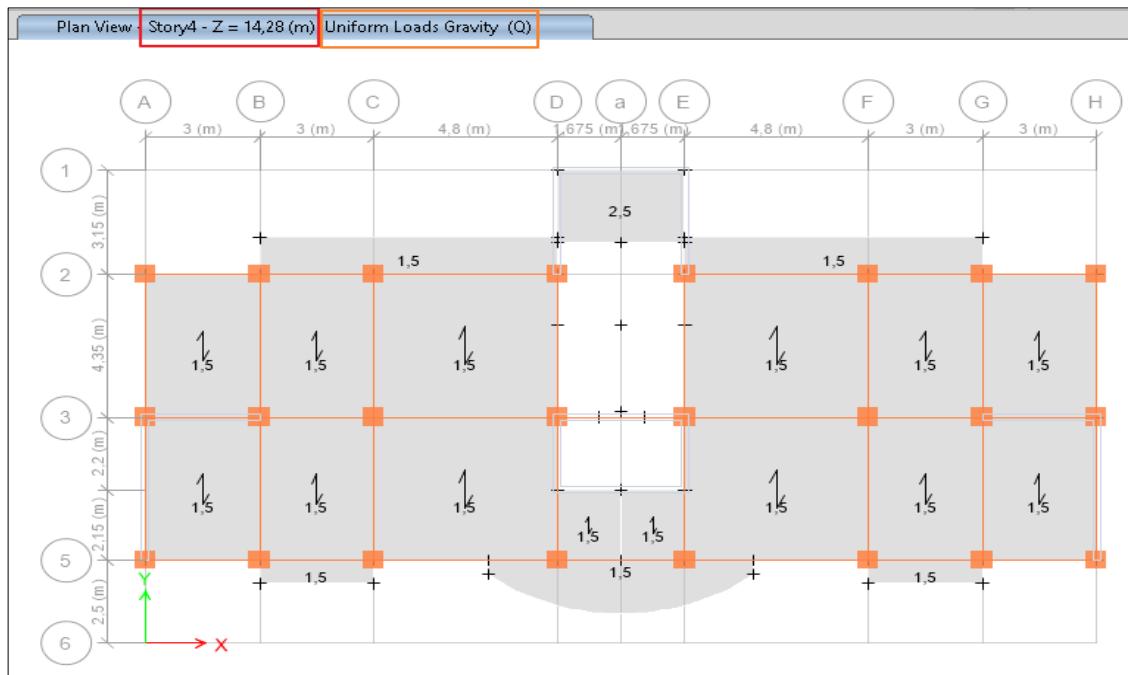 Plan View - Story4 - Z = 14,28 (m) Uniform Loads Gravity (Q)
A B C D a E F G H
3 (m) 3 (m) 4,8 (m) 1,675 (m) 1,675 (m) 4,8 (m) 3 (m) 3 (m)
1
3,15 (m)
2,5
1,5 1,5
2
4,35 (m)
1,5 1,5 1,5 1,5 1,5 1,5
3
2,2 (m)
1,5 1,5 1,5 1,5 1,5 1,5
2,15 (m)
1,5 1,5
5
1,5 1,5 1,5
Y
2,5 (m)
6
X